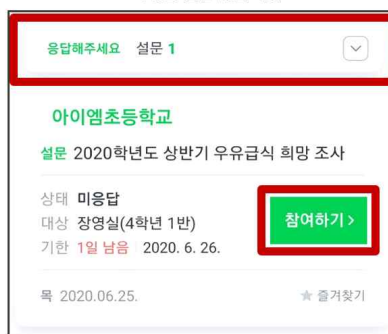 응답해주세요 설문 1
아이엠초등학교
설문 2020학년도 상반기 우유급식 희망 조사
상태 미응답
대상 장영실(4학년 1반)
참여하기 >
기한 1일 남음 2020. 6. 26.
목 2020.06.25.
★ 즐겨찾기